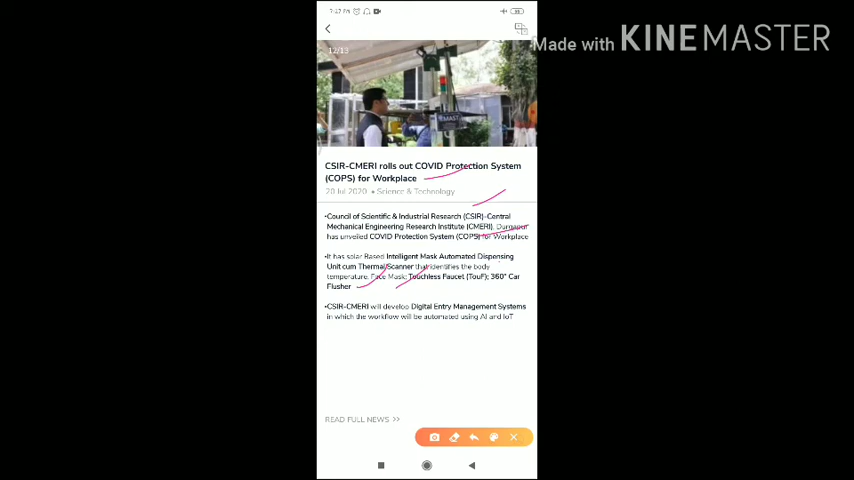 2:47 PM
Made with KINEMASTER
12/13
CSIR-CMERI rolls out COVID Protection System
(COPS) for Workplace
20 Jul 2020 • Science & Technology
•Council of Scientific & Industrial Research (CSIR)-Central
Mechanical Engineering Research Institute (CMERI), Durgapur
has unveiled COVID Protection System (COPS) for Workplace
•It has solar Based Intelligent Mask Automated Dispensing
Unit cum Thermal Scanner that identifies the body
temperature, Face Mask; Touchless Faucet (TouF); 360° Car
Flusher
•CSIR-CMERI will develop Digital Entry Management Systems
in which the workflow will be automated using AI and IoT
READ FULL NEWS >>